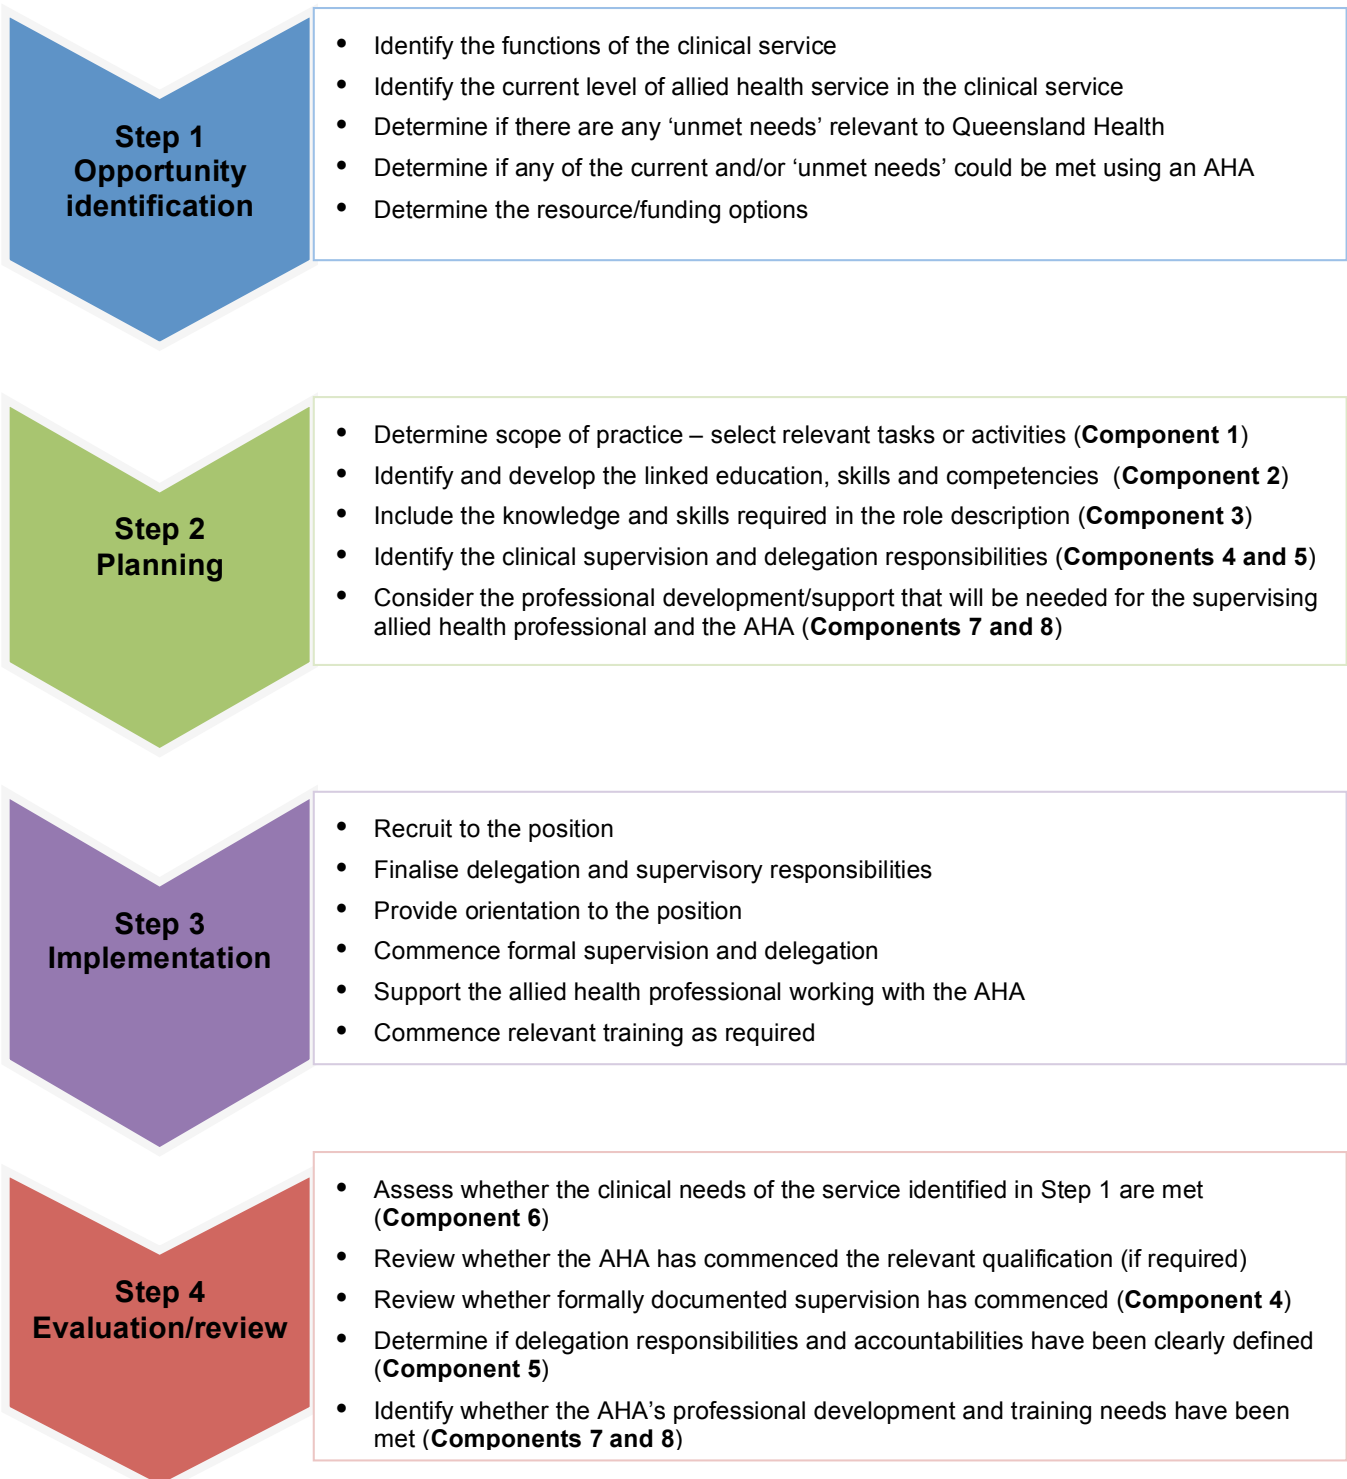 Step 1
Opportunity
identification
• Identify the functions of the clinical service
• Identify the current level of allied health service in the clinical service
• Determine if there are any ‘unmet needs’ relevant to Queensland Health
• Determine if any of the current and/or ‘unmet needs’ could be met using an AHA
• Determine the resource/funding options
Step 2
Planning
• Determine scope of practice – select relevant tasks or activities (Component 1)
• Identify and develop the linked education, skills and competencies (Component 2)
• Include the knowledge and skills required in the role description (Component 3)
• Identify the clinical supervision and delegation responsibilities (Components 4 and 5)
• Consider the professional development/support that will be needed for the supervising
allied health professional and the AHA (Components 7 and 8)
Step 3
Implementation
• Recruit to the position
• Finalise delegation and supervisory responsibilities
• Provide orientation to the position
• Commence formal supervision and delegation
• Support the allied health professional working with the AHA
• Commence relevant training as required
Step 4
Evaluation/review
• Assess whether the clinical needs of the service identified in Step 1 are met
(Component 6)
• Review whether the AHA has commenced the relevant qualification (if required)
• Review whether formally documented supervision has commenced (Component 4)
• Determine if delegation responsibilities and accountabilities have been clearly defined
(Component 5)
• Identify whether the AHA’s professional development and training needs have been
met (Components 7 and 8)